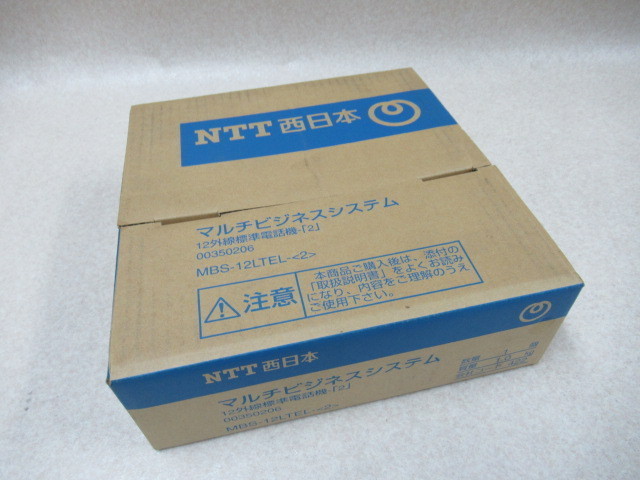 NTT西日本
マルチビジネスシステム
12外線標準電話機-「2」
00350206
MBS-12LTEL-<2>
注意
本商品ご購入後は、添付の
「取扱説明書」をよくお読み
になり、内容をご理解のうえ
ご使用下さい。
NTT西日本
マルチビジネスシステム
12外線標準電話機-「2」
00350206
MBS-12LTEL-<2>